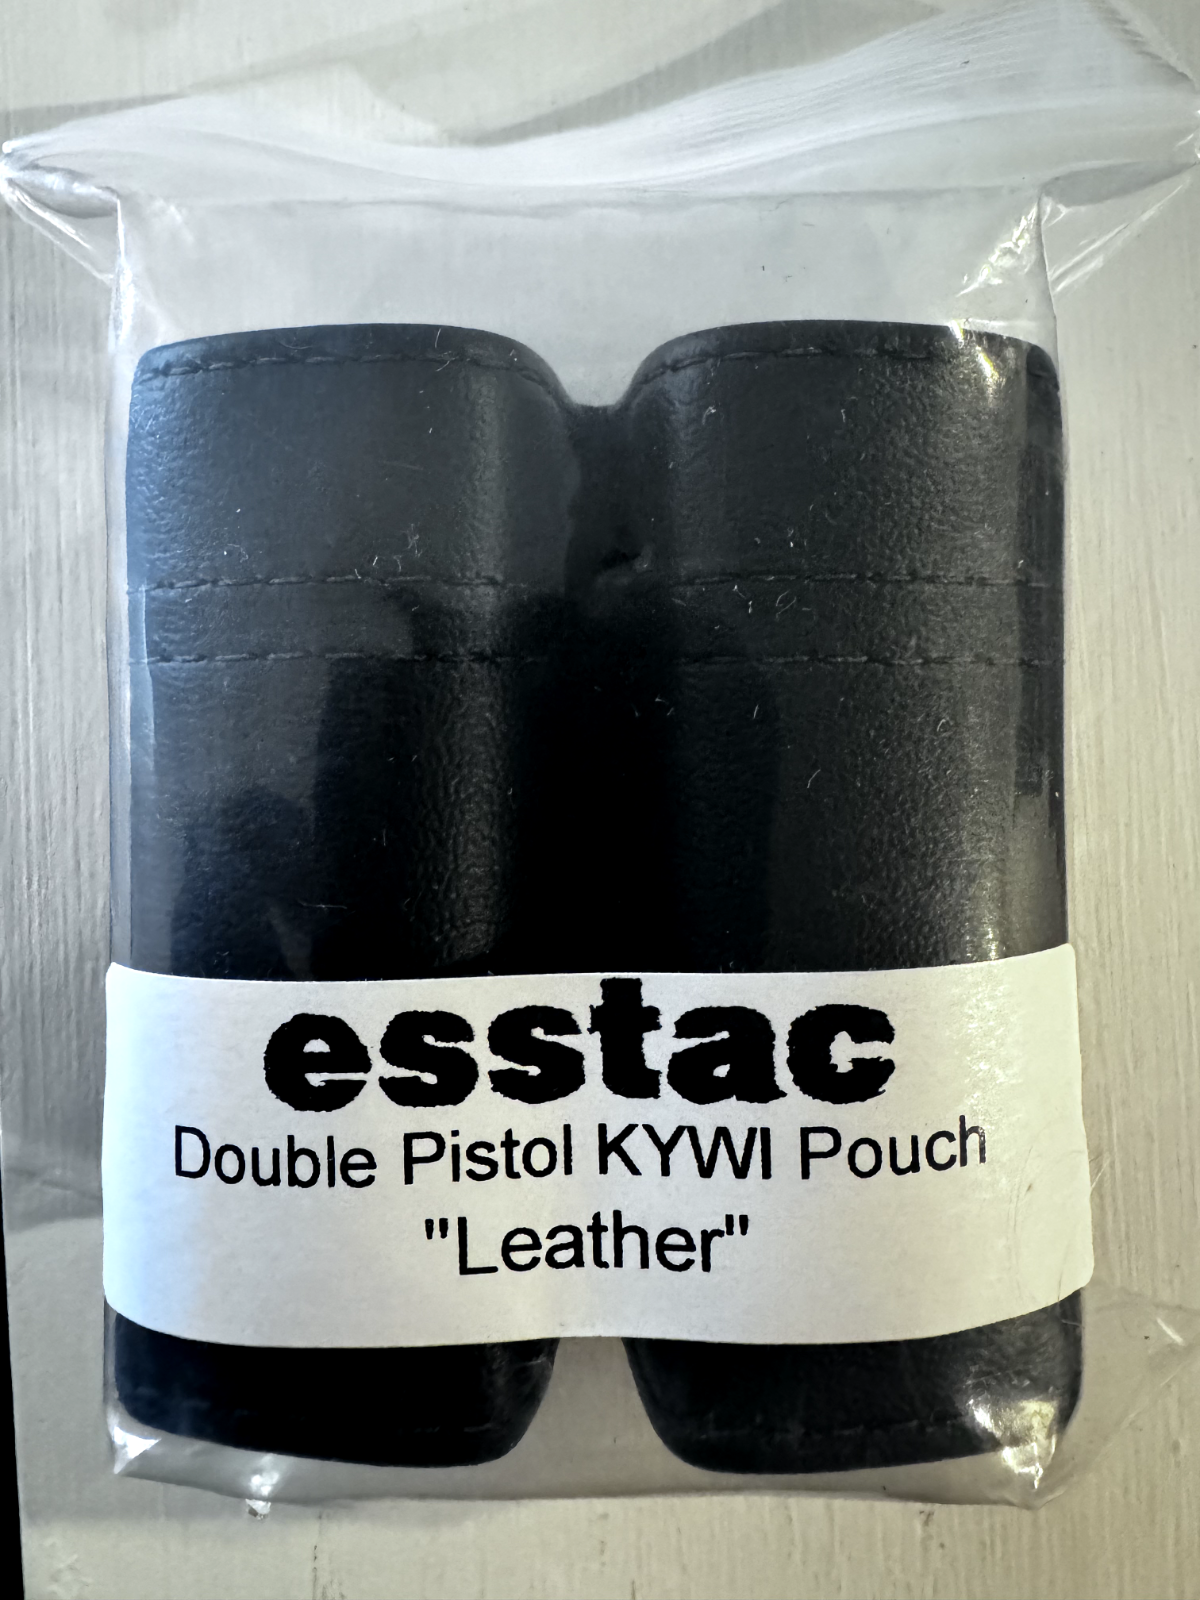 esstac
Double Pistol KYWI Pouch
"Leather"